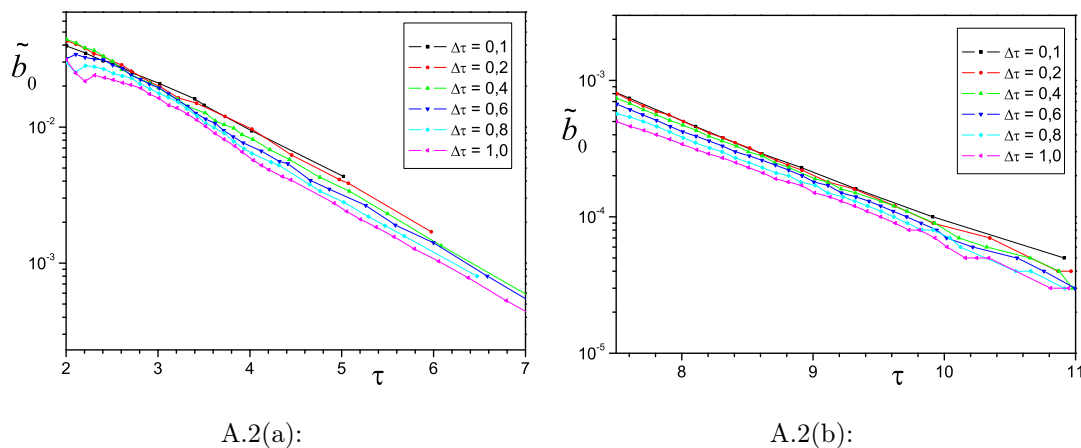 b̃₀
10⁻²
10⁻³
2 3 4 5 6 7
τ
Δτ = 0,1
Δτ = 0,2
Δτ = 0,4
Δτ = 0,6
Δτ = 0,8
Δτ = 1,0
A.2(a):
b̃₀
10⁻³
10⁻⁴
10⁻⁵
8 9 10 11
τ
Δτ = 0,1
Δτ = 0,2
Δτ = 0,4
Δτ = 0,6
Δτ = 0,8
Δτ = 1,0
A.2(b):